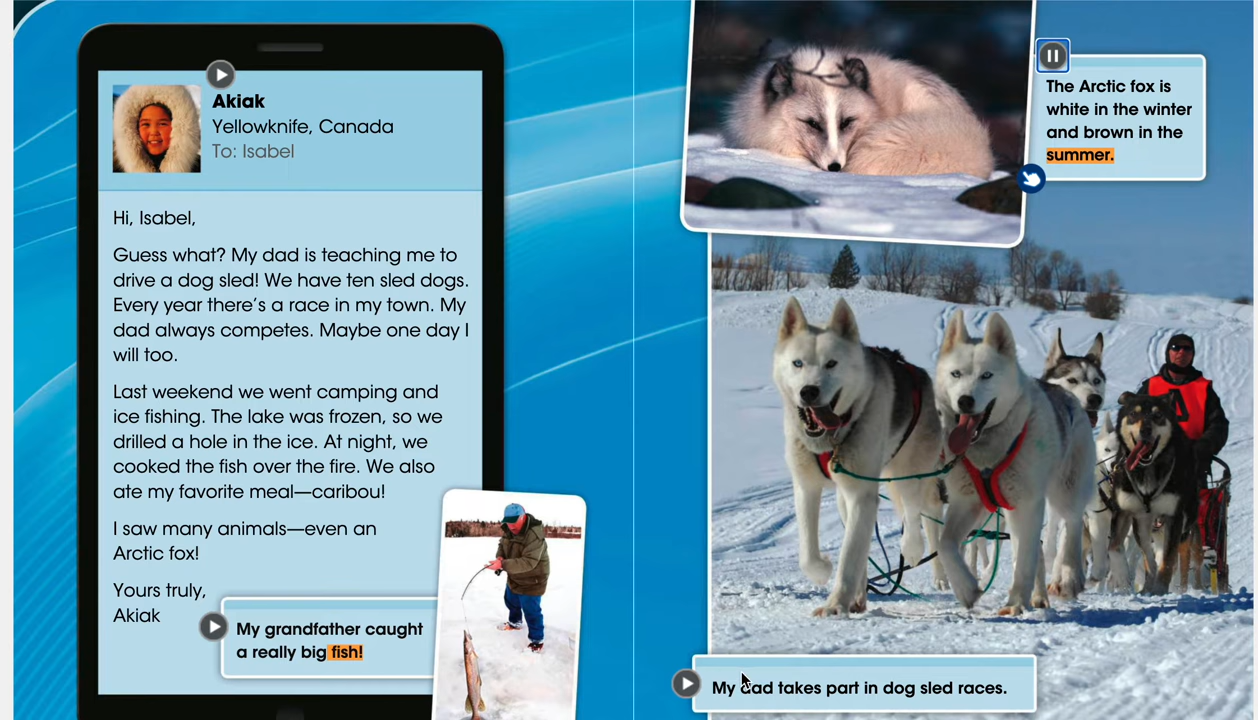 Akiak
Yellowknife, Canada
To: Isabel
Hi, Isabel,
Guess what? My dad is teaching me to
drive a dog sled! We have ten sled dogs.
Every year there's a race in my town. My
dad always competes. Maybe one day I
will too.
Last weekend we went camping and
ice fishing. The lake was frozen, so we
drilled a hole in the ice. At night, we
cooked the fish over the fire. We also
ate my favorite meal—caribou!
I saw many animals—even an
Arctic fox!
Yours truly,
Akiak
My grandfather caught
a really big fish!
The Arctic fox is
white in the winter
and brown in the
summer.
My dad takes part in dog sled races.